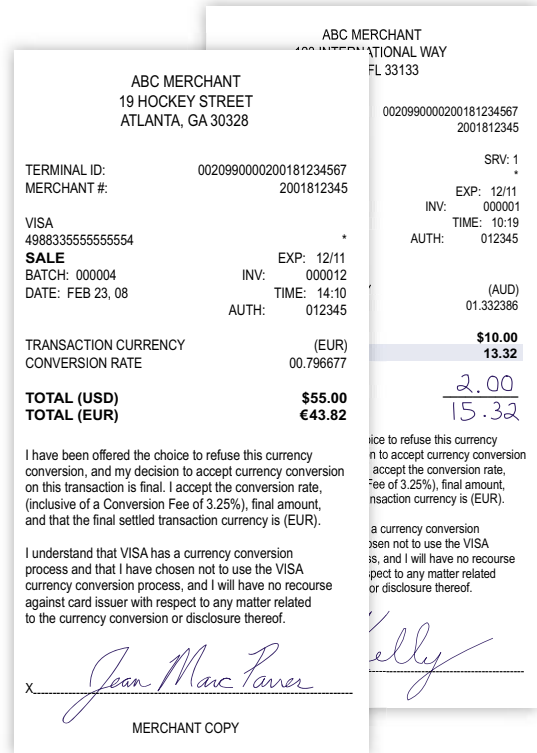 ABC MERCHANT
19 HOCKEY STREET
ATLANTA, GA 30328
TERMINAL ID: 0020990000200181234567
MERCHANT #: 2001812345
VISA
4988335555555554 *
SALE EXP: 12/11
BATCH: 000004 INV: 000012
DATE: FEB 23, 08 TIME: 14:10
AUTH: 012345
TRANSACTION CURRENCY (EUR)
CONVERSION RATE 00.796677
TOTAL (USD) $55.00
TOTAL (EUR) €43.82
I have been offered the choice to refuse this currency
conversion, and my decision to accept currency conversion
on this transaction is final. I accept the conversion rate,
(inclusive of a Conversion Fee of 3.25%), final amount,
and that the final settled transaction currency is (EUR).
I understand that VISA has a currency conversion
process and that I have chosen not to use the VISA
currency conversion process, and I will have no recourse
against card issuer with respect to any matter related
to the currency conversion or disclosure thereof.
X Jean Marc
MERCHANT COPY
ABC MERCHANT
INTERNATIONAL WAY
FL 33133
0020990000200181234567
2001812345
SRV: 1
*
EXP: 12/11
INV: 000001
TIME: 10:19
AUTH: 012345
(AUD)
01.332386
$10.00
13.32
2.00
15.32
to refuse this currency
to accept currency conversion
accept the conversion rate,
Fee of 3.25%), final amount,
currency is (EUR).
a currency conversion
not to use the VISA
and I will have no recourse
to any matter related
or disclosure thereof.
elly